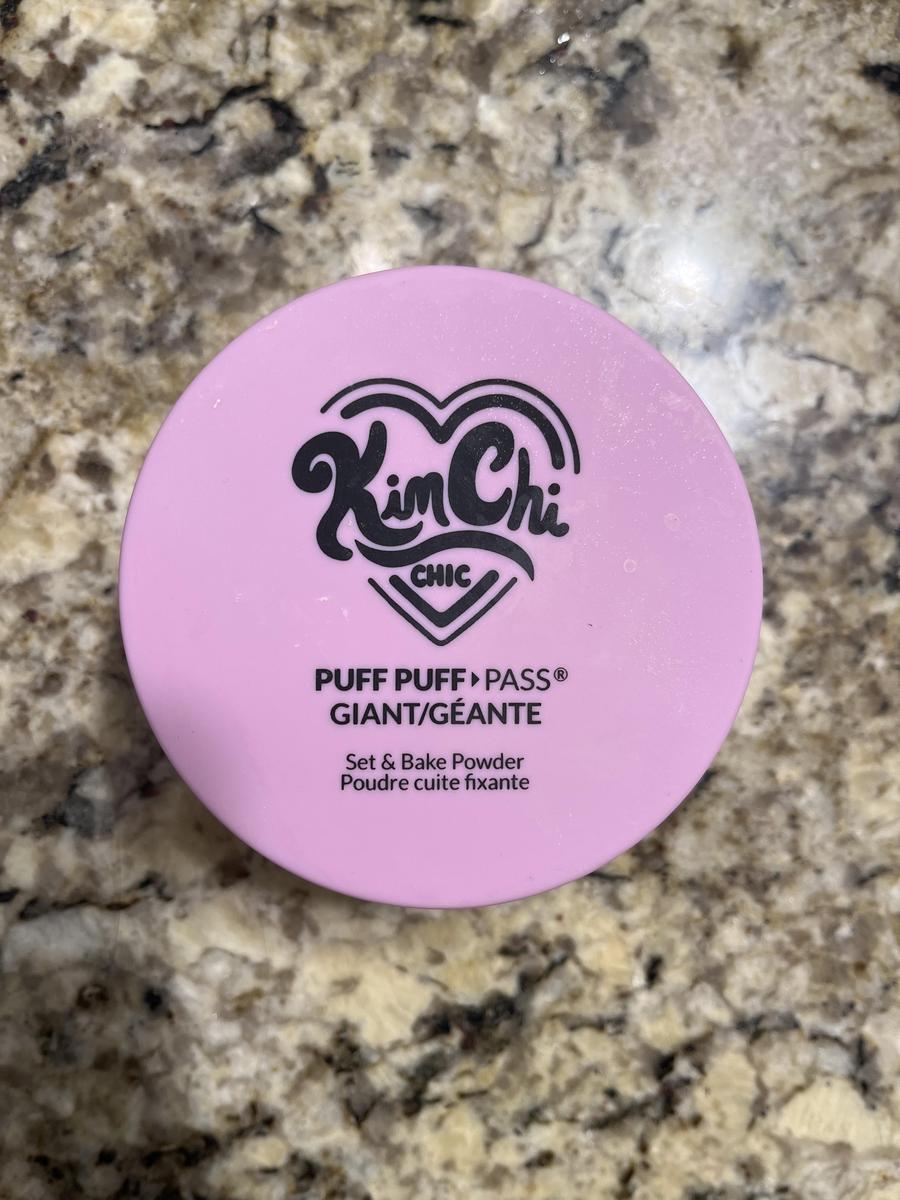 KimChi
CHIC
PUFF PUFF▸PASS®
GIANT/GÉANTE
Set & Bake Powder
Poudre cuite fixante